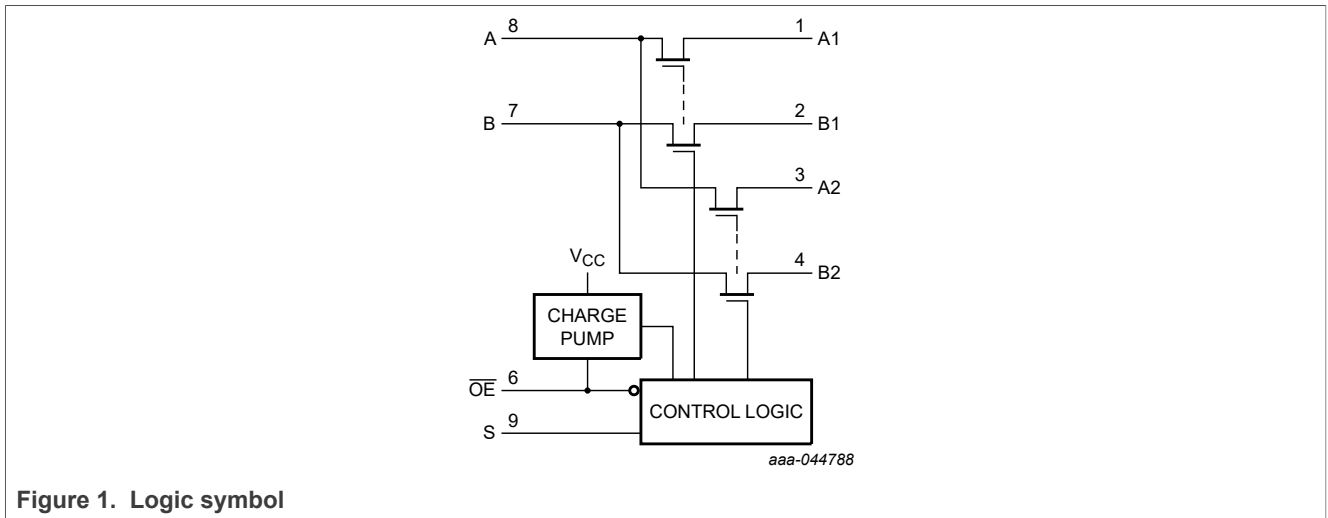 A 8 1 A1
B 7 2 B1
3 A2
VCC 4 B2
CHARGE
PUMP
OE 6
CONTROL LOGIC
S 9
aaa-044788
Figure 1. Logic symbol